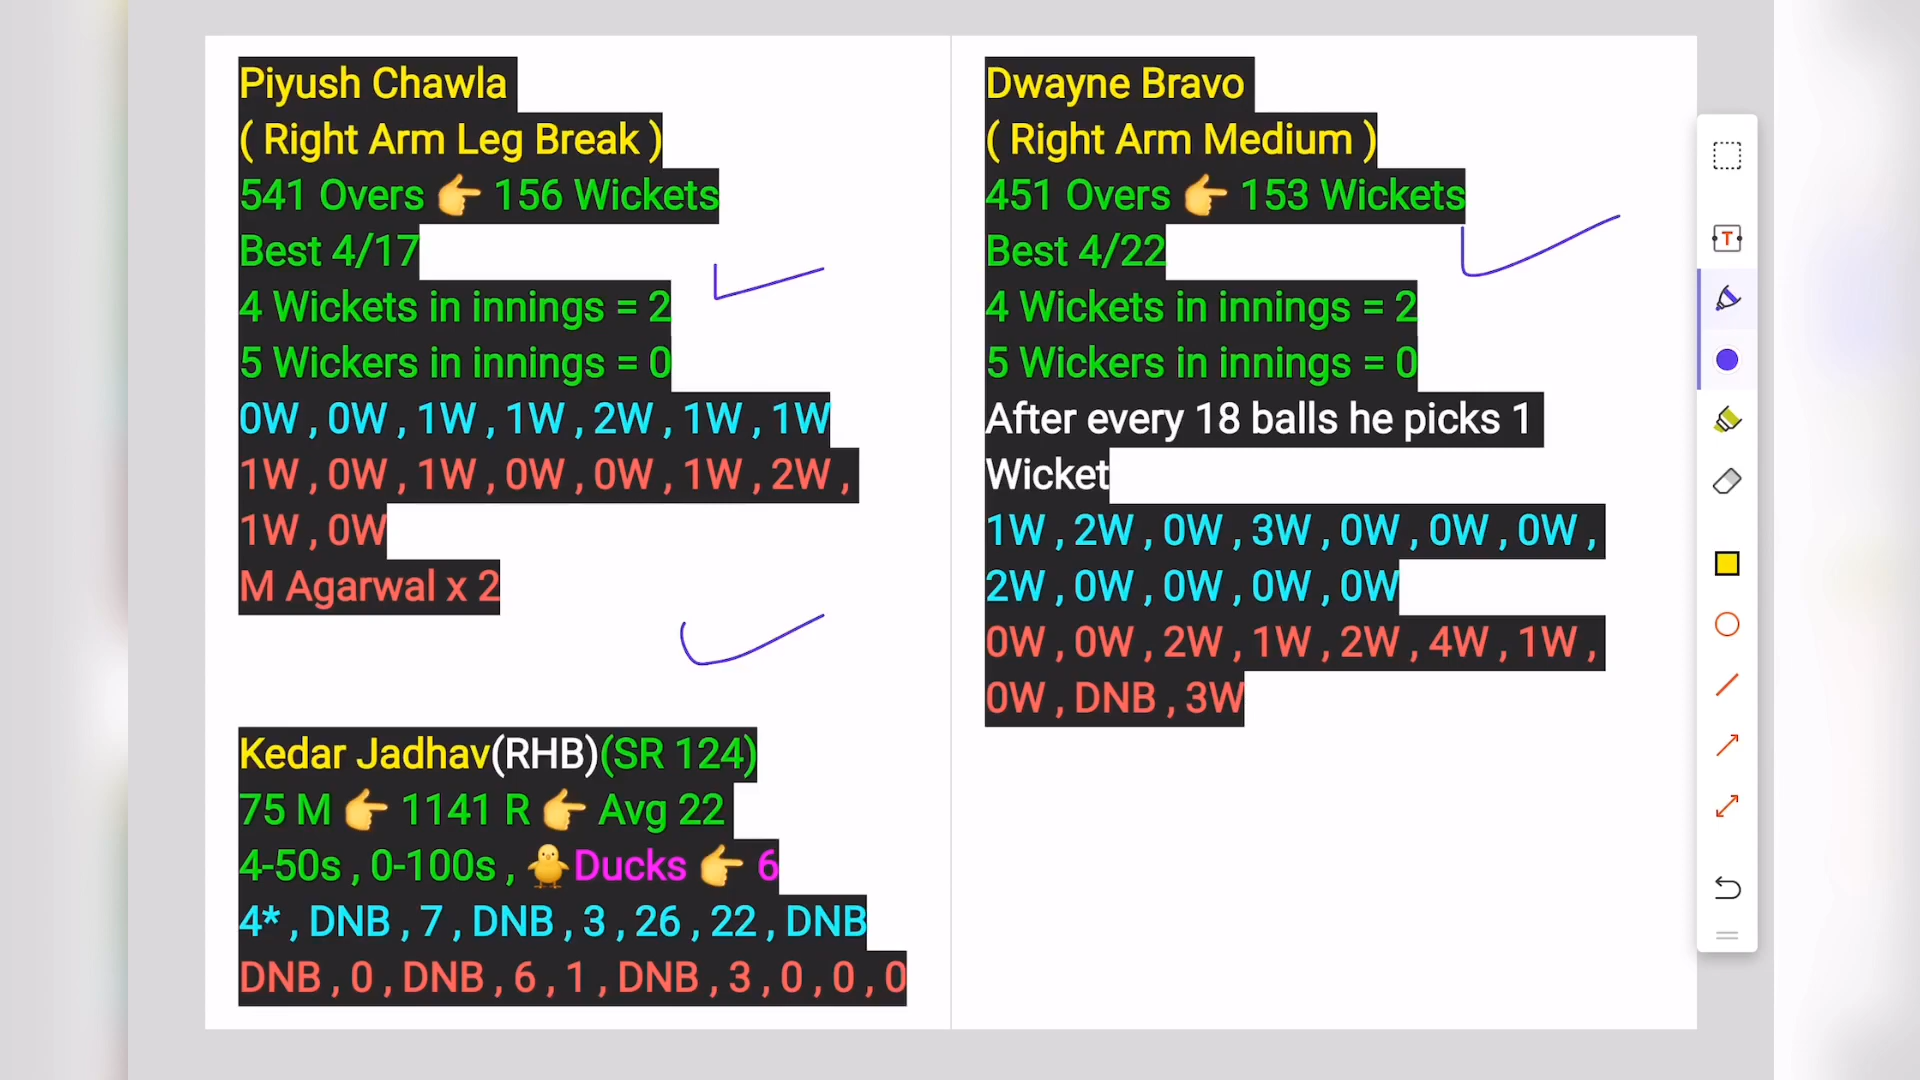 Piyush Chawla
( Right Arm Leg Break )
541 Overs 👉 156 Wickets
Best 4/17
4 Wickets in innings = 2
5 Wickers in innings = 0
0W , 0W , 1W , 1W , 2W , 1W , 1W
1W , 0W , 1W , 0W , 0W , 1W , 2W ,
1W , 0W
M Agarwal x 2
Kedar Jadhav(RHB)(SR 124)
75 M 👉 1141 R 👉 Avg 22
4-50s , 0-100s , 🐥Ducks 👉 6
4* , DNB , 7 , DNB , 3 , 26 , 22 , DNB
DNB , 0 , DNB , 6 , 1 , DNB , 3 , 0 , 0 , 0
Dwayne Bravo
( Right Arm Medium )
451 Overs 👉 153 Wickets
Best 4/22
4 Wickets in innings = 2
5 Wickers in innings = 0
After every 18 balls he picks 1
Wicket
1W , 2W , 0W , 3W , 0W , 0W , 0W ,
2W , 0W , 0W , 0W , 0W
0W , 0W , 2W , 1W , 2W , 4W , 1W ,
0W , DNB , 3W
T